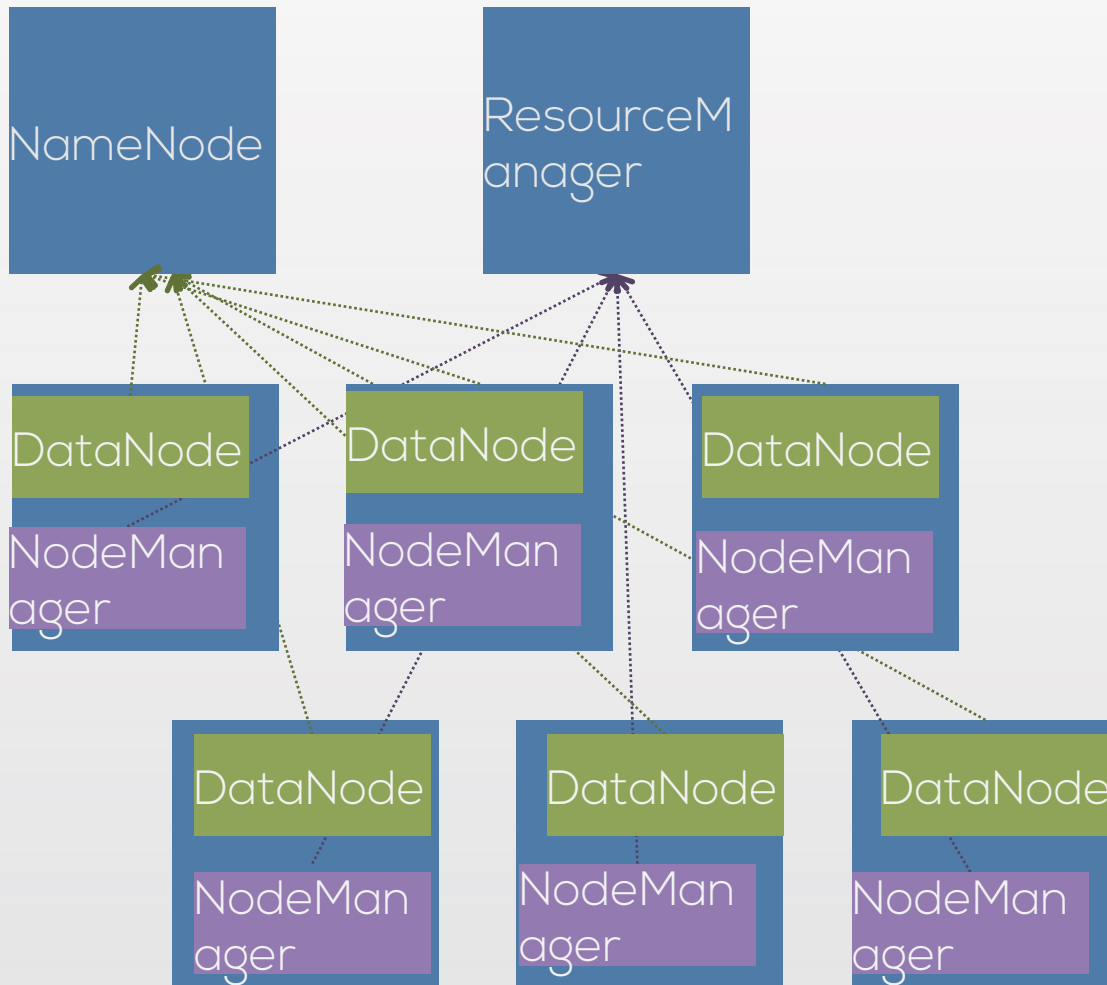 NameNode
ResourceM
anager
DataNode
NodeMan
ager
DataNode
NodeMan
ager
DataNode
NodeMan
ager
DataNode
NodeMan
ager
DataNode
NodeMan
ager
DataNode
NodeMan
ager